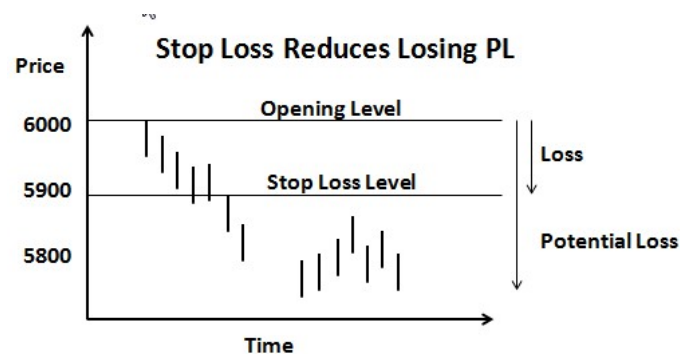 Stop Loss Reduces Losing PL
Price
Opening Level
6000
Loss
Stop Loss Level
5900
Potential Loss
5800
Time